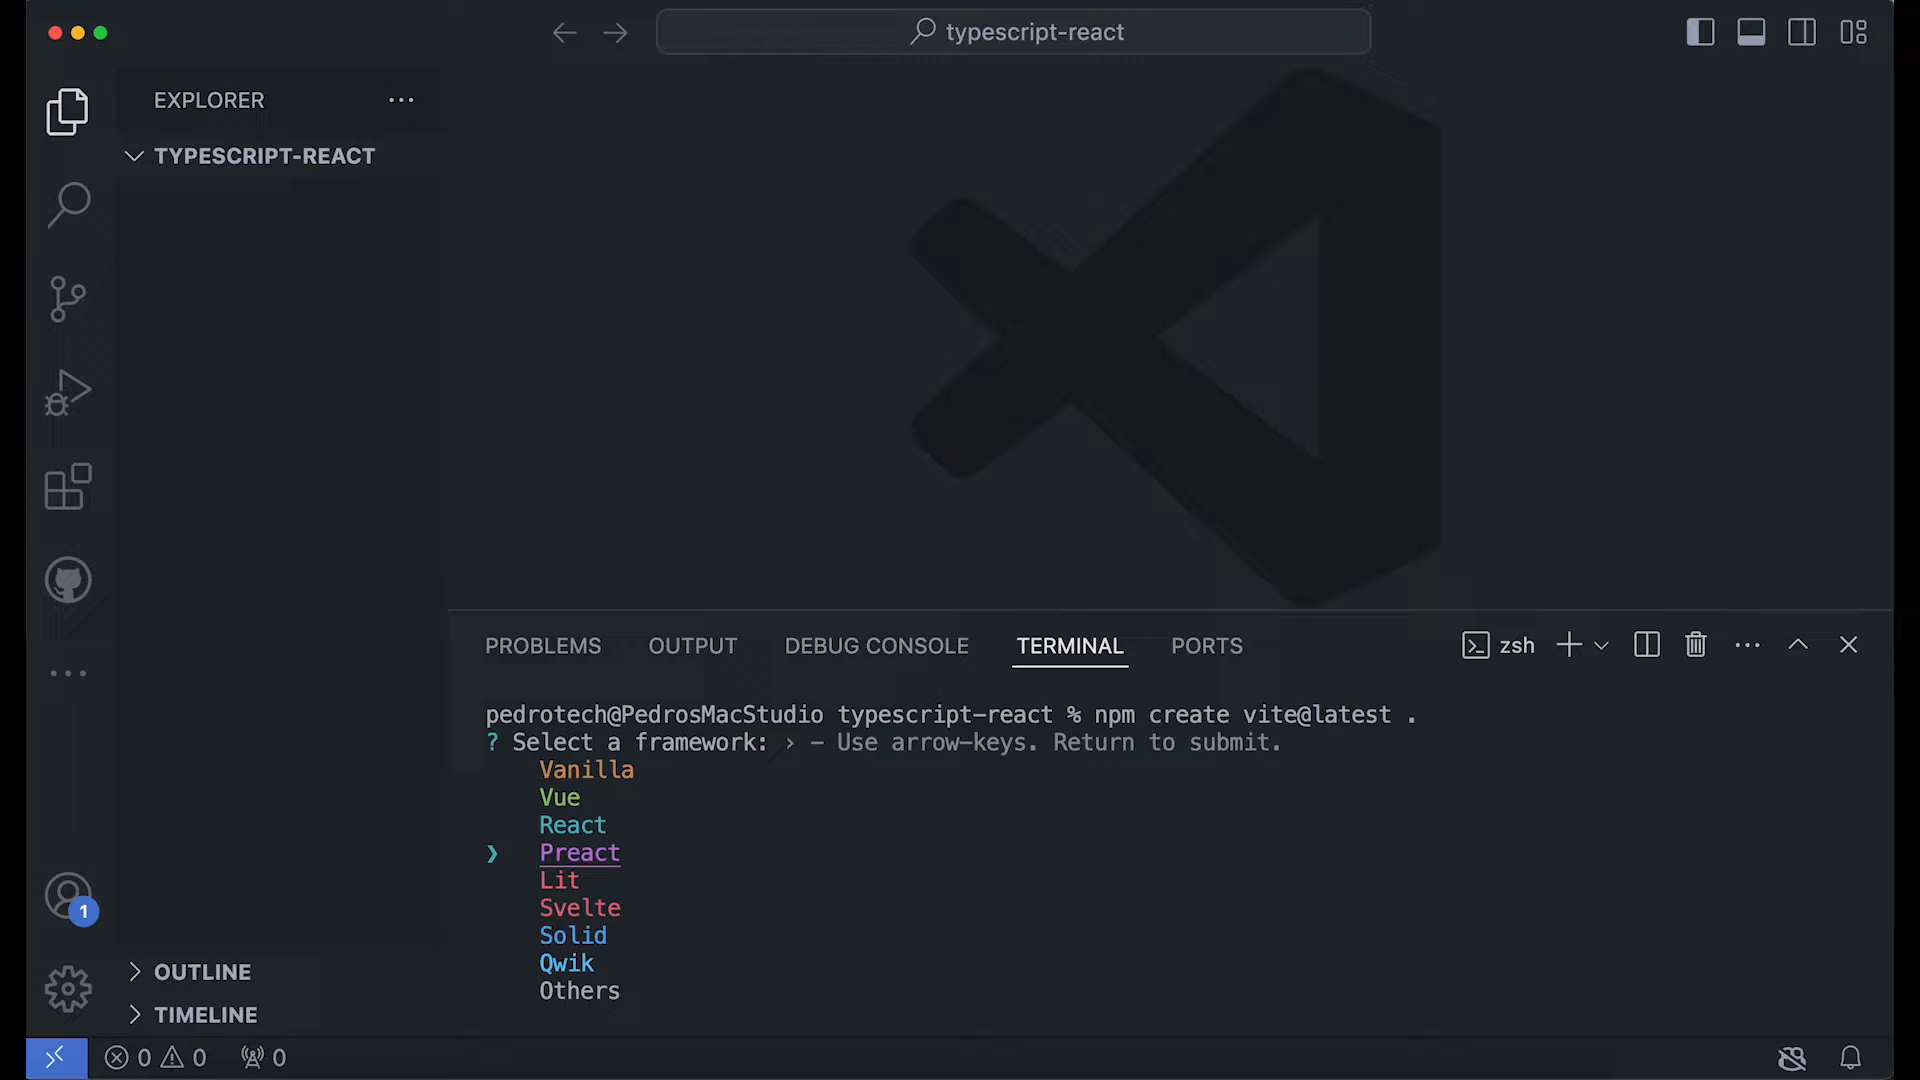 typescript-react
EXPLORER
TYPESCRIPT-REACT
PROBLEMS OUTPUT DEBUG CONSOLE TERMINAL PORTS zsh
pedrotech@PedrosMacStudio typescript-react % npm create vite@latest .
? Select a framework: › - Use arrow-keys. Return to submit.
Vanilla
Vue
React
❯ Preact
Lit
Svelte
Solid
Qwik
Others
1
OUTLINE
TIMELINE
0 0 0